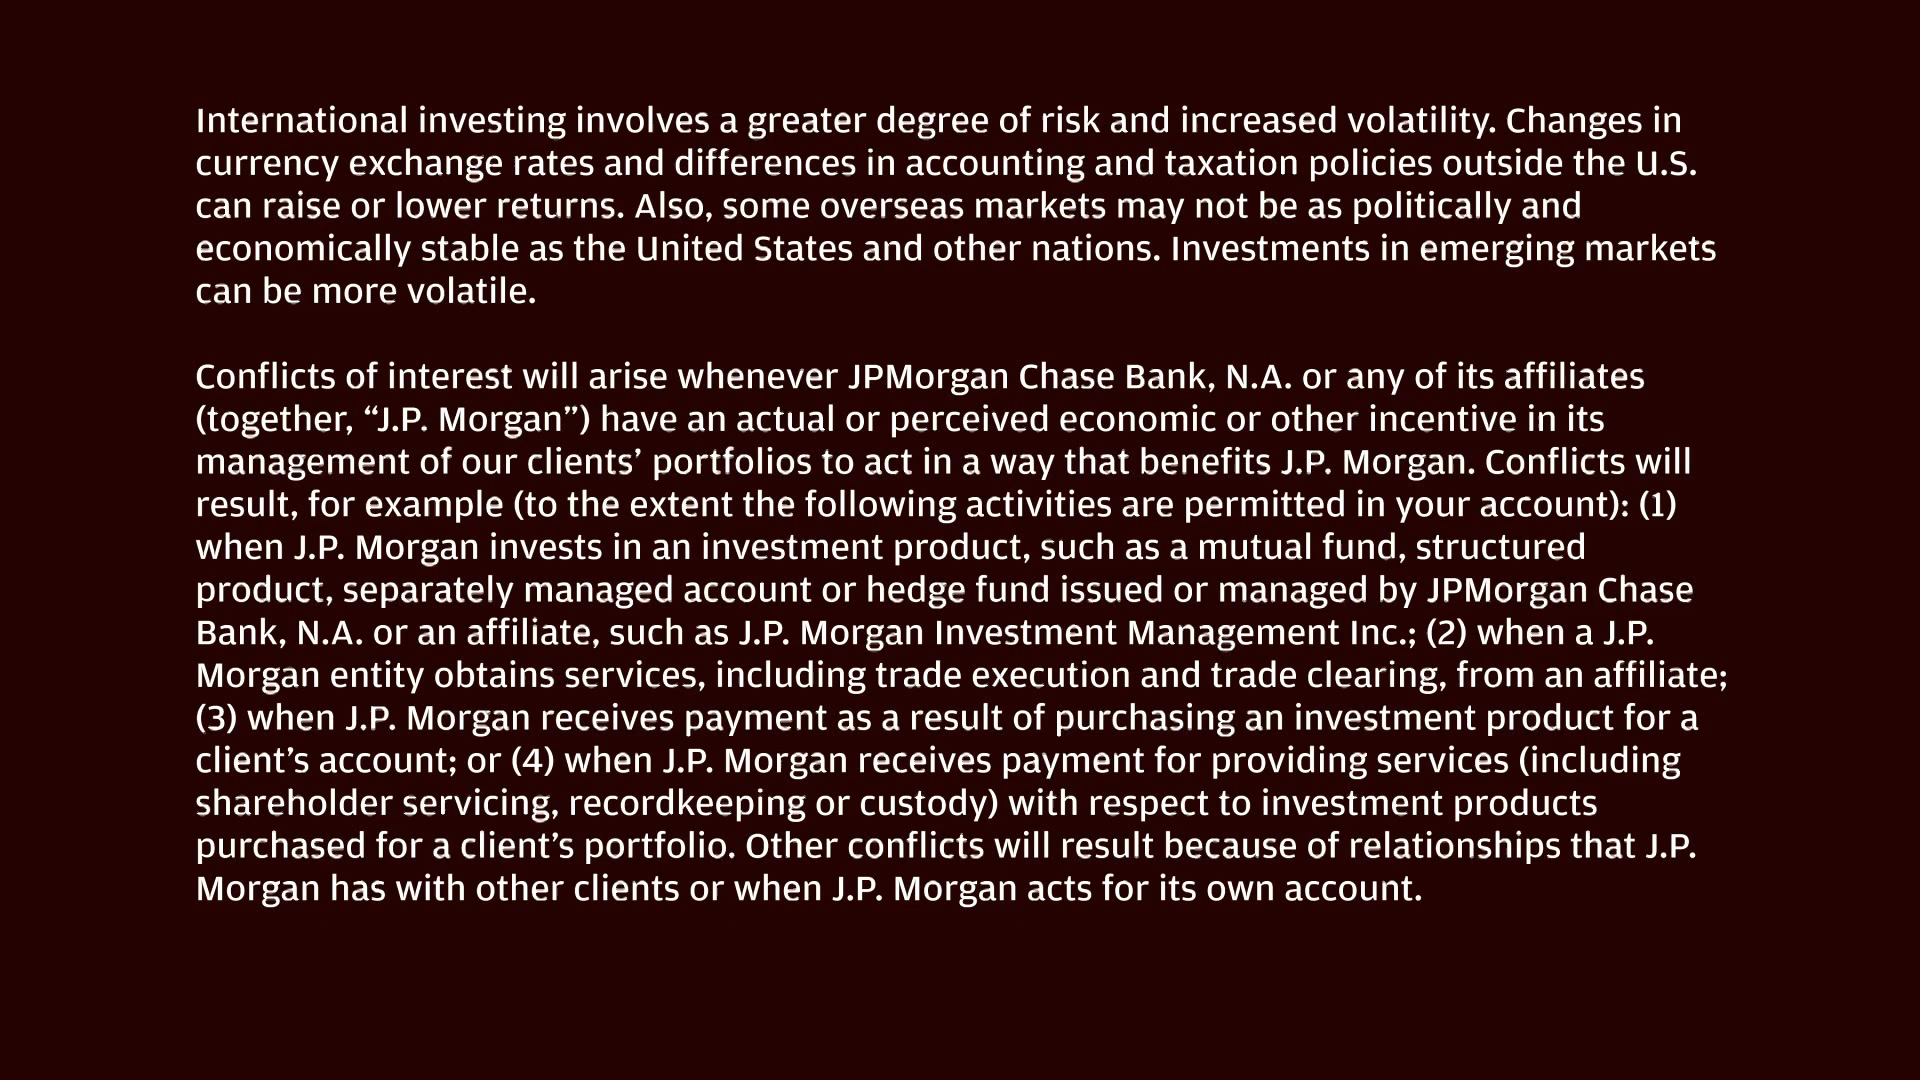 International investing involves a greater degree of risk and increased volatility. Changes in
currency exchange rates and differences in accounting and taxation policies outside the U.S.
can raise or lower returns. Also, some overseas markets may not be as politically and
economically stable as the United States and other nations. Investments in emerging markets
can be more volatile.
Conflicts of interest will arise whenever JPMorgan Chase Bank, N.A. or any of its affiliates
(together, “J.P. Morgan”) have an actual or perceived economic or other incentive in its
management of our clients’ portfolios to act in a way that benefits J.P. Morgan. Conflicts will
result, for example (to the extent the following activities are permitted in your account): (1)
when J.P. Morgan invests in an investment product, such as a mutual fund, structured
product, separately managed account or hedge fund issued or managed by JPMorgan Chase
Bank, N.A. or an affiliate, such as J.P. Morgan Investment Management Inc.; (2) when a J.P.
Morgan entity obtains services, including trade execution and trade clearing, from an affiliate;
(3) when J.P. Morgan receives payment as a result of purchasing an investment product for a
client’s account; or (4) when J.P. Morgan receives payment for providing services (including
shareholder servicing, recordkeeping or custody) with respect to investment products
purchased for a client’s portfolio. Other conflicts will result because of relationships that J.P.
Morgan has with other clients or when J.P. Morgan acts for its own account.